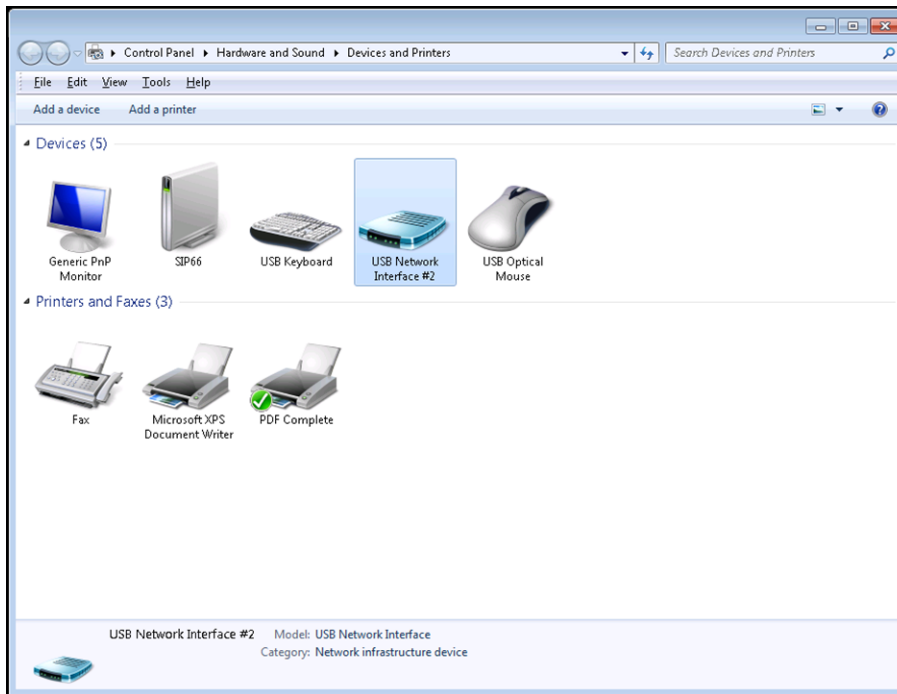 Control Panel ▸ Hardware and Sound ▸ Devices and Printers
Search Devices and Printers
File Edit View Tools Help
Add a device Add a printer
Devices (5)
Generic PnP
Monitor
SIP66
USB Keyboard
USB Network
Interface #2
USB Optical
Mouse
Printers and Faxes (3)
Fax
Microsoft XPS
Document Writer
PDF Complete
USB Network Interface #2 Model: USB Network Interface
Category: Network infrastructure device